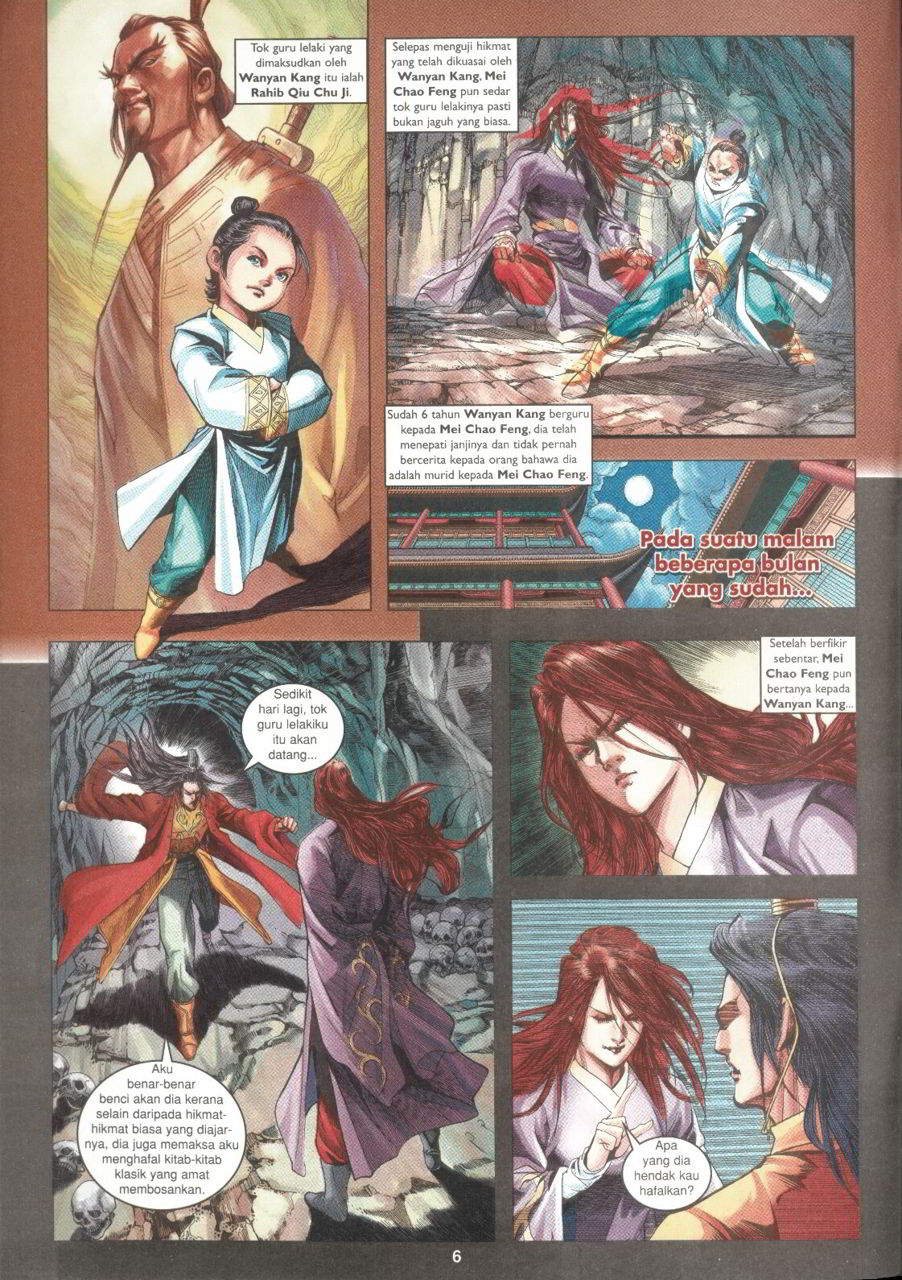 Tok guru lelaki yang
dimaksudkan oleh
Wanyan Kang itu ialah
Rahib Qiu Chu Ji.
Selepas menguji hikmat
yang telah dikuasai oleh
Wanyan Kang, Mei
Chao Feng pun sedar
tok guru lelakinya pasti
bukan jaguh yang biasa.
Sudah 6 tahun Wanyan Kang berguru
kepada Mei Chao Feng, dia telah
menepati janjinya dan tidak pernah
bercerita kepada orang bahawa dia
adalah murid kepada Mei Chao Feng.
Pada suatu malam
beberapa bulan
yang sudah...
Sedikit
hari lagi, tok
guru lelakiku
itu akan
datang...
Aku
benar-benar
benci akan dia kerana
selain daripada hikmat-
hikmat biasa yang diajar-
nya, dia juga memaksa aku
menghafal kitab-kitab
klasik yang amat
membosankan.
Setelah berfikir
sebentar, Mei
Chao Feng pun
bertanya kepada
Wanyan Kang...
Apa
yang dia
hendak kau
hafalkan?
6